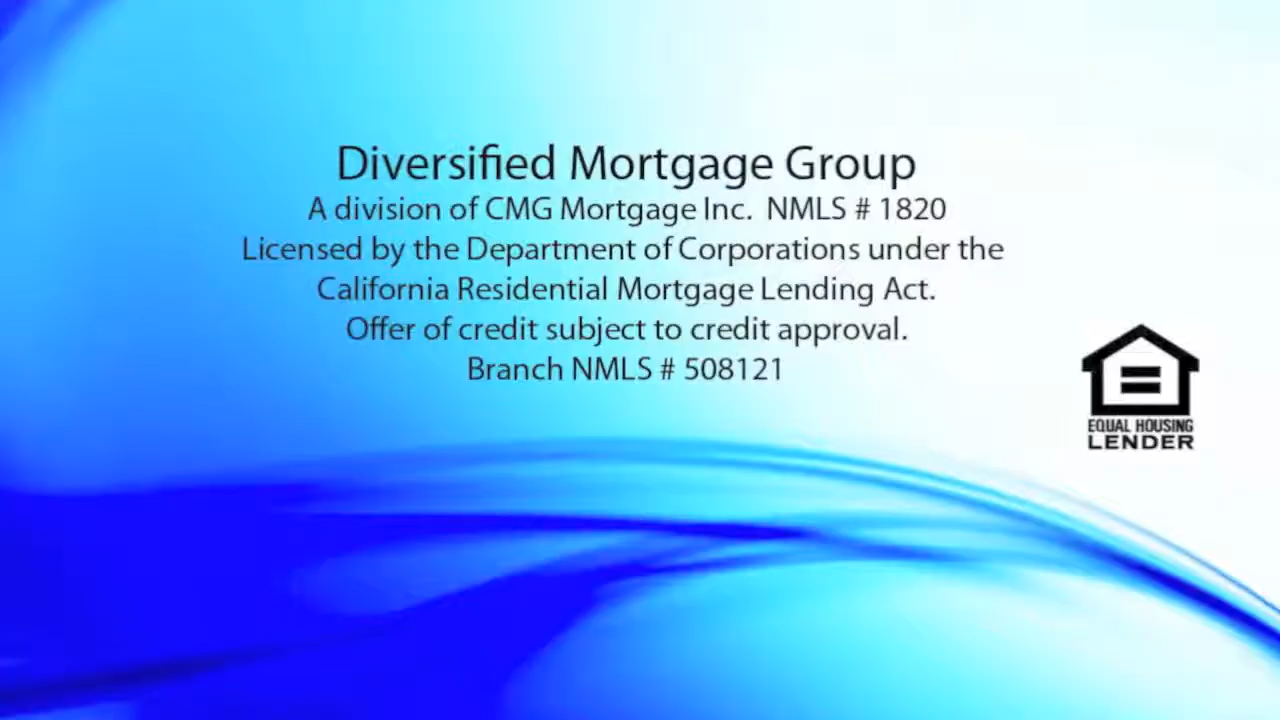 Diversified Mortgage Group
A division of CMG Mortgage Inc.  NMLS # 1820
Licensed by the Department of Corporations under the
California Residential Mortgage Lending Act.
Offer of credit subject to credit approval.
Branch NMLS # 508121
EQUAL HOUSING
LENDER